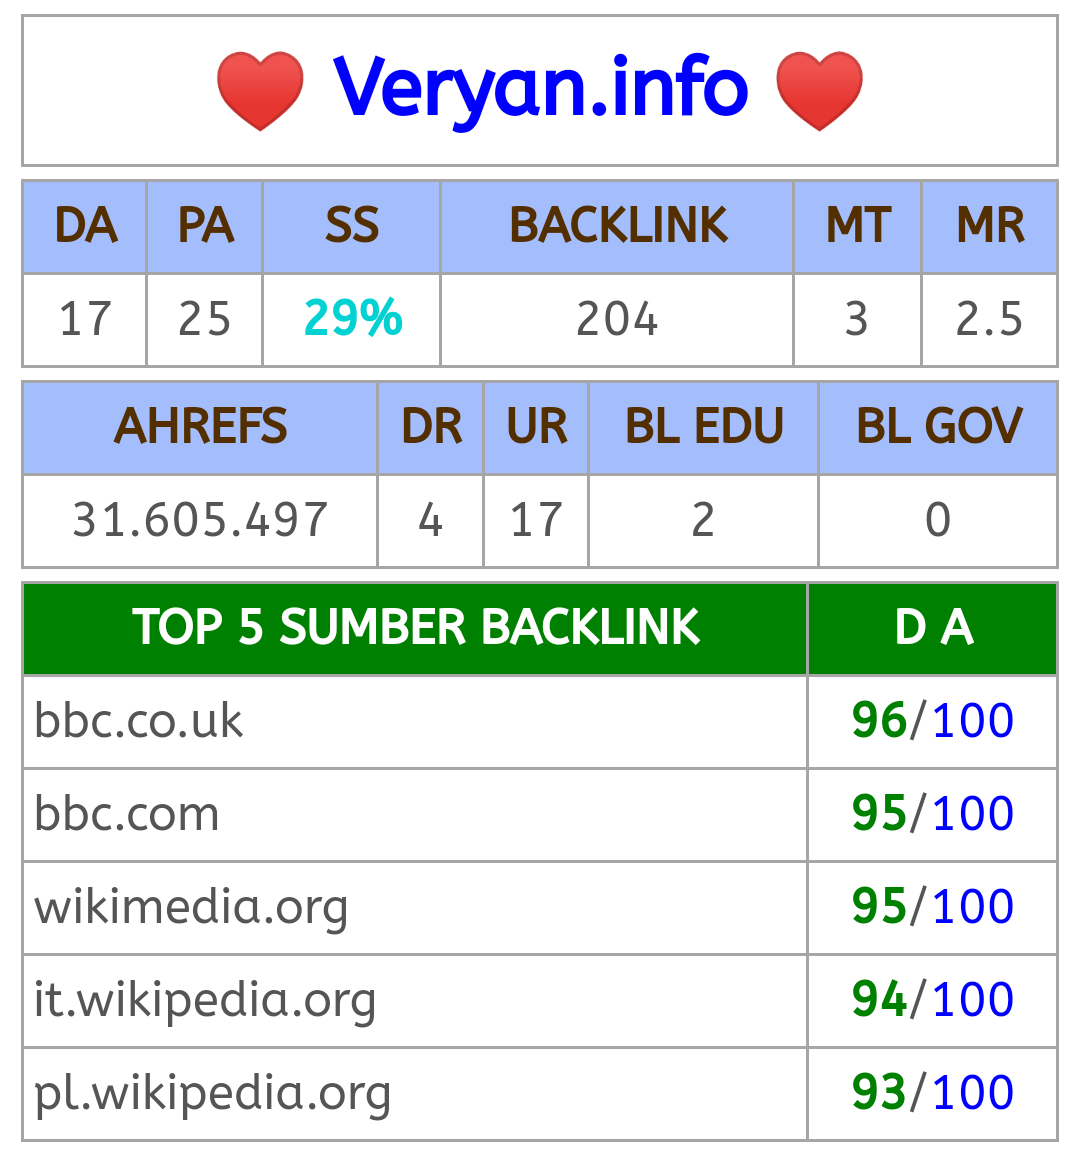 Veryan.info
DA PA SS BACKLINK MT MR
17 25 29% 204 3 2.5
AHREFS DR UR BL EDU BL GOV
31.605.497 4 17 2 0
TOP 5 SUMBER BACKLINK D A
bbc.co.uk 96/100
bbc.com 95/100
wikimedia.org 95/100
it.wikipedia.org 94/100
pl.wikipedia.org 93/100